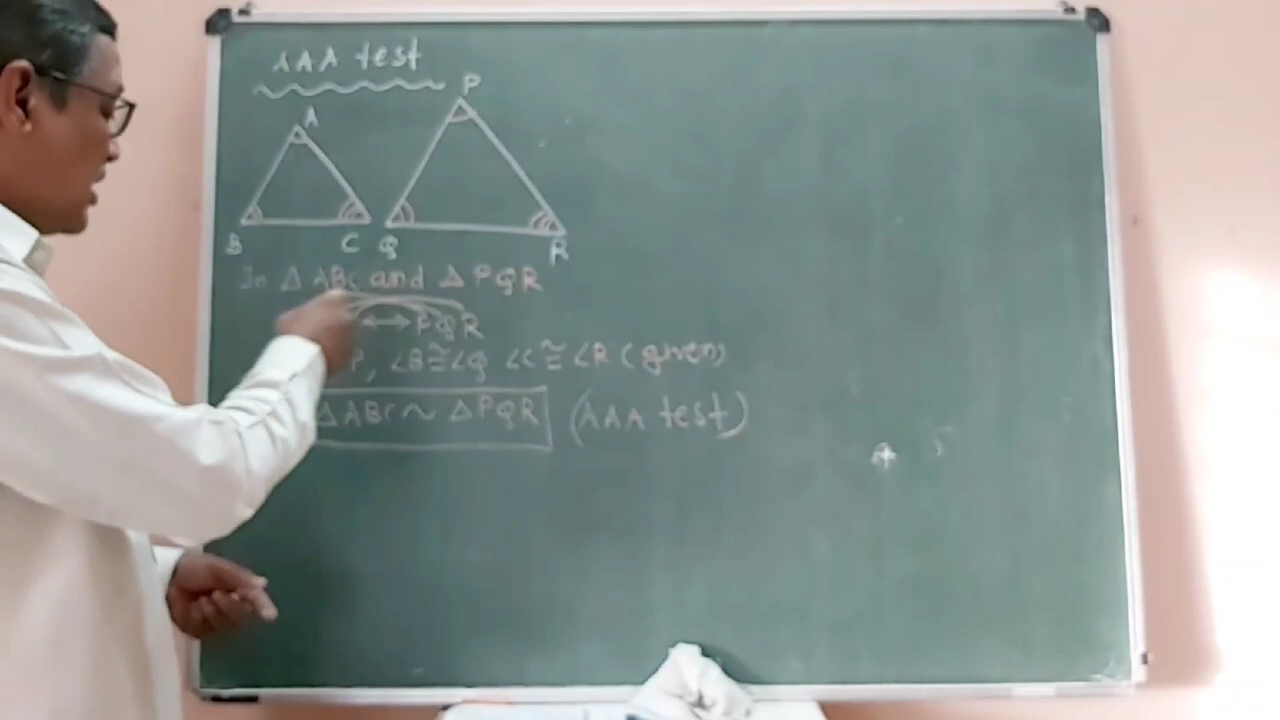 AAA test
A
P
B C Q R
In △ ABC and △ PQR
↔ PQR
P, ∠B≅∠Q ∠C≅∠R (given)
△ABC ~ △PQR (AAA test)